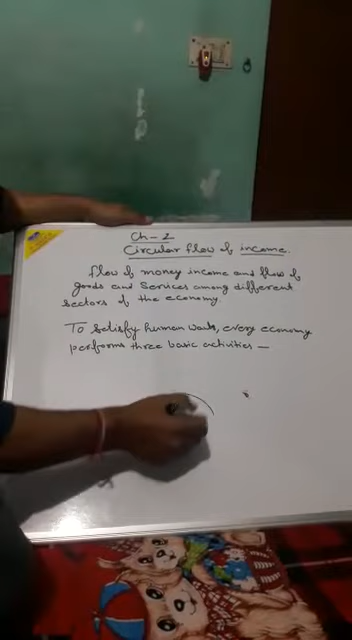 Ch-2
Circular flow of income.
flow of money income and flow of
goods and services among different
sectors of the economy.
To satisfy human wants, every economy
performs three basic activities —